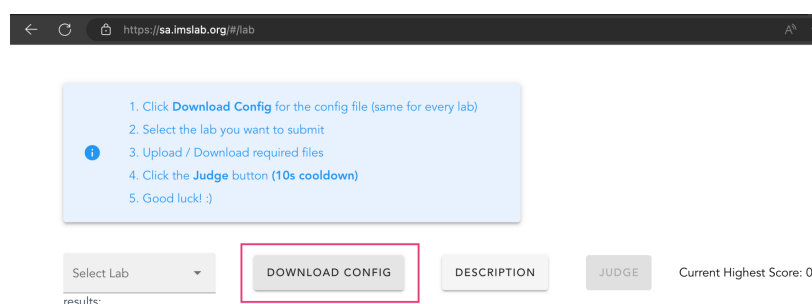 https://sa.imslab.org/#/lab
1. Click Download Config for the config file (same for every lab)
2. Select the lab you want to submit
3. Upload / Download required files
4. Click the Judge button (10s cooldown)
5. Good luck! :)
Select Lab DOWNLOAD CONFIG DESCRIPTION JUDGE Current Highest Score: 0
results: